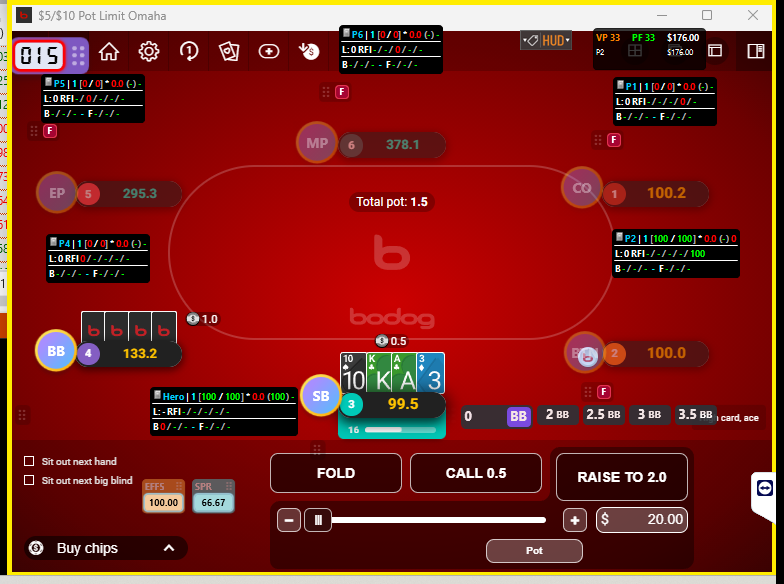 $5/$10 Pot Limit Omaha
015
HUD
VP 33 PF 33 $176.00
P2 $176.00
P6 | 1 [0 / 0] * 0.0 (-) -
L: 0 RFI - / - / 0 / - / -
B - / - / - - F - / - / -
F
P5 | 1 [0 / 0] * 0.0 (-) -
L: 0 RFI - / 0 / - / - / -
B - / - / - - F - / - / -
F
P1 | 1 [0 / 0] * 0.0 (-) -
L: 0 RFI - / - / - / 0 / -
B - / - / - - F - / - / -
F
MP 6 378.1
EP 5 295.3
CO 1 100.2
Total pot: 1.5
P4 | 1 [0 / 0] * 0.0 (-) -
L: 0 RFI 0 / - / - / - / -
B - / - / - - F - / - / -
P2 | 1 [100 / 100] * 0.0 (-) 0
L: 0 RFI - / - / - / - / 100
B - / - / - - F - / - / -
b
bodog
1.0
0.5
BB 4 133.2
2 100.0
F
10 K A 3
10 K A 3
SB 3 99.5
16
Hero | 1 [100 / 100] * 0.0 (100) -
L: - RFI - / - / - / - / -
B 0 / - / - - F - / - / -
0 BB 2 BB 2.5 BB 3 BB 3.5 BB card, ace
Sit out next hand
Sit out next big blind
EFFS SPR
100.00 66.67
FOLD CALL 0.5 RAISE TO 2.0
$ 20.00
Pot
Buy chips